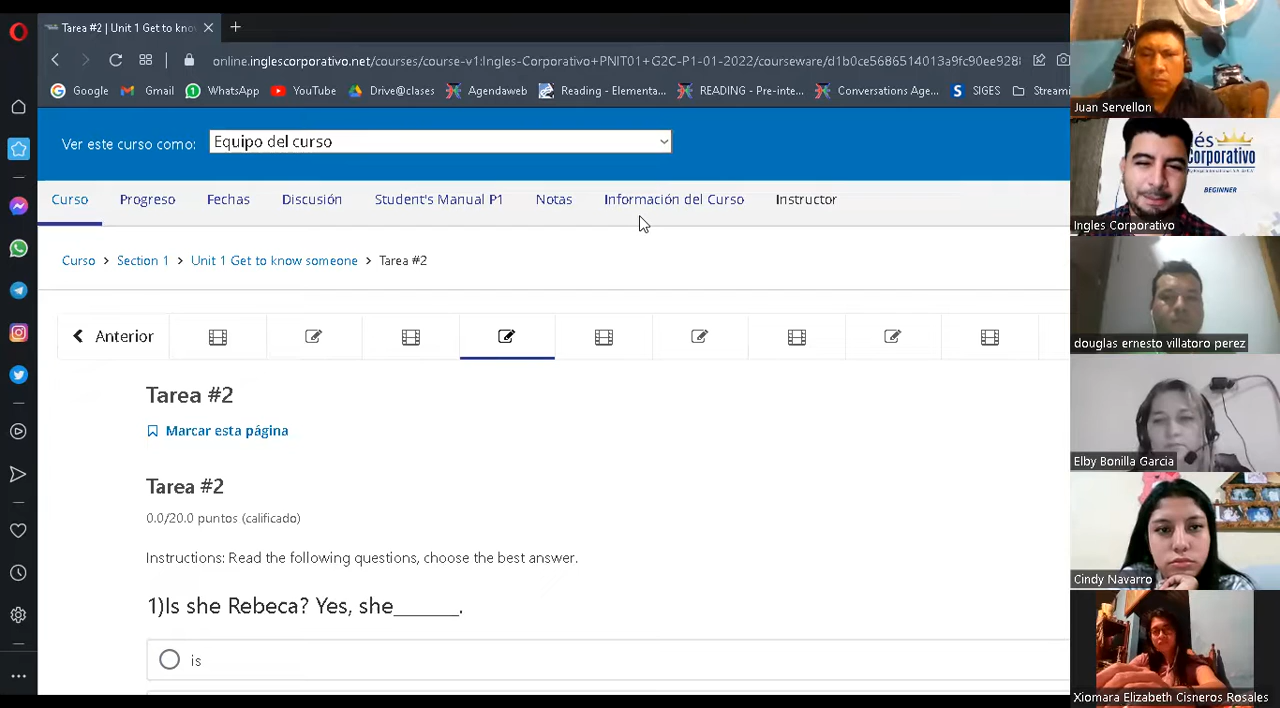 Tarea #2 | Unit 1 Get to kno
online.inglescorporativo.net/courses/course-v1:Ingles-Corporativo+PNIT01+G2C-P1-01-2022/courseware/d1b0ce5686514013a9fc90ee928
Google Gmail WhatsApp YouTube Drive@clases Agendaweb Reading - Elementa... READING - Pre-inte... Conversations Age... SIGES Streami
Ver este curso como: Equipo del curso
Curso Progreso Fechas Discusión Student's Manual P1 Notas Información del Curso Instructor
Curso > Section 1 > Unit 1 Get to know someone > Tarea #2
Anterior
Tarea #2
Marcar esta página
Tarea #2
0.0/20.0 puntos (calificado)
Instructions: Read the following questions, choose the best answer.
1)Is she Rebeca? Yes, she______.
is
Juan Servellon
és
Corporativo
BEGINNER
Ingles Corporativo
douglas ernesto villatoro perez
Elby Bonilla Garcia
Cindy Navarro
Xiomara Elizabeth Cisneros Rosales